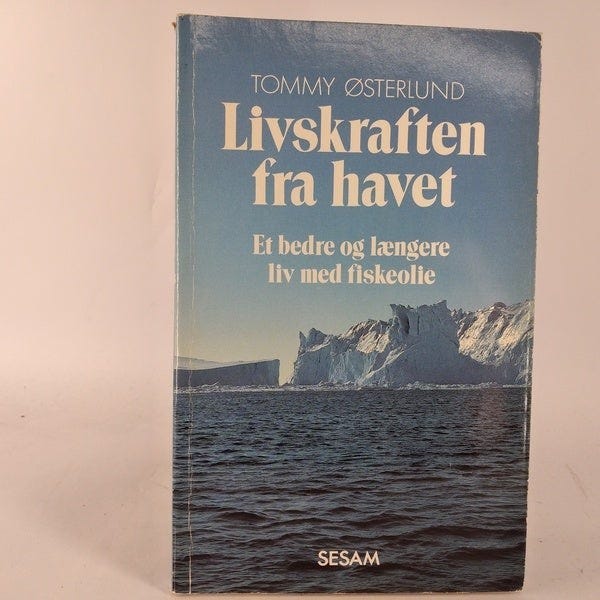 TOMMY ØSTERLUND
Livskraften
fra havet
Et bedre og længere
liv med fiskeolie
SESAM